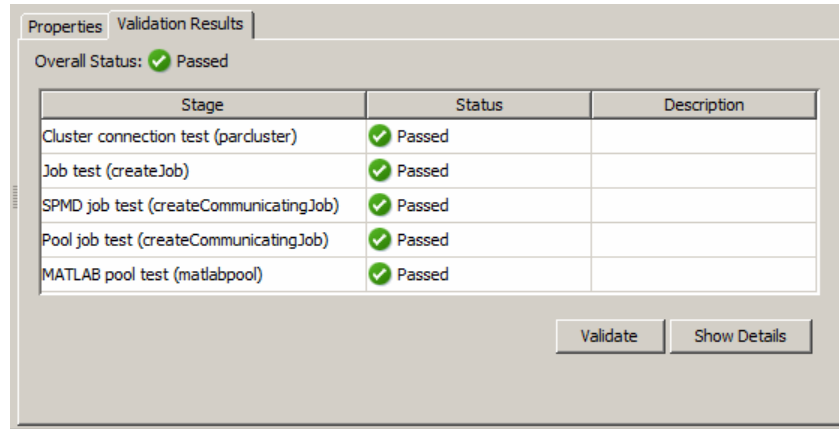 Properties Validation Results
Overall Status: Passed
Stage Status Description
Cluster connection test (parcluster) Passed
Job test (createJob) Passed
SPMD job test (createCommunicatingJob) Passed
Pool job test (createCommunicatingJob) Passed
MATLAB pool test (matlabpool) Passed
Validate Show Details